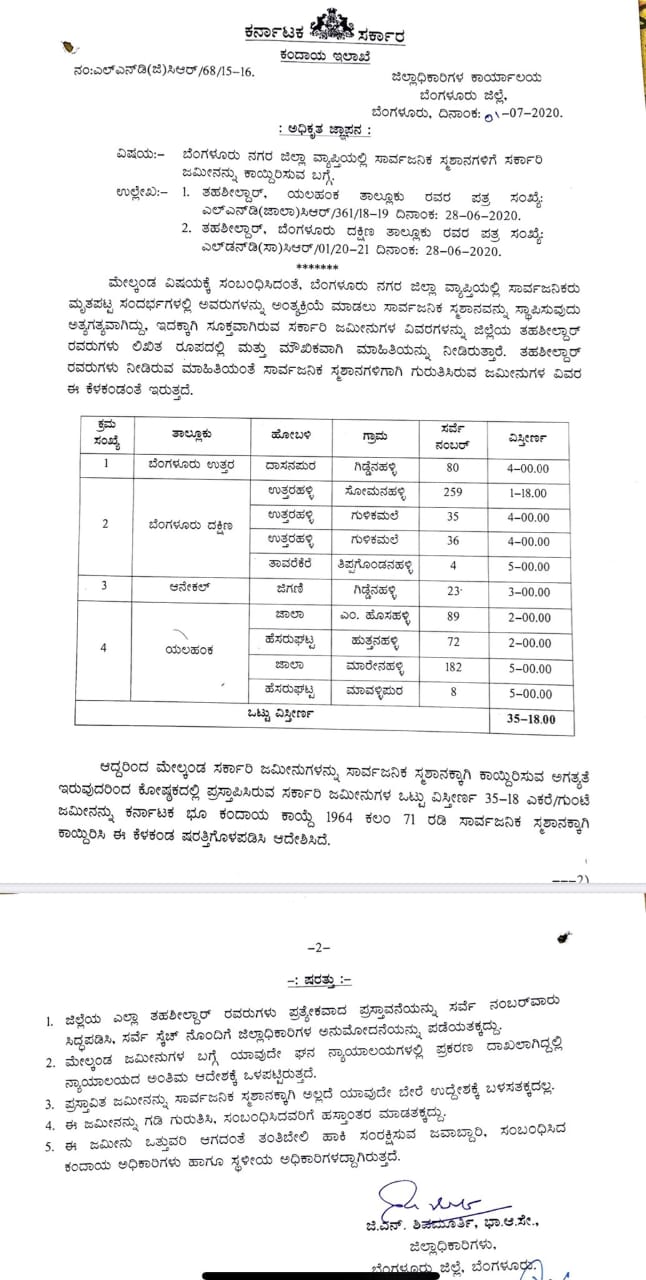 ಕರ್ನಾಟಕ ಸರ್ಕಾರ
ಕಂದಾಯ ಇಲಾಖೆ
ನಂ:ಎಲ್ಎನ್‌ಡಿ(ಜೆ)ಸಿಆರ್/68/15-16.
ಜಿಲ್ಲಾಧಿಕಾರಿಗಳ ಕಾರ್ಯಾಲಯ
ಬೆಂಗಳೂರು ಜಿಲ್ಲೆ,
ಬೆಂಗಳೂರು, ದಿನಾಂಕ: 01-07-2020.
: ಅಧಿಕೃತ ಜ್ಞಾಪನ :
ವಿಷಯ:- ಬೆಂಗಳೂರು ನಗರ ಜಿಲ್ಲಾ ವ್ಯಾಪ್ತಿಯಲ್ಲಿ ಸಾರ್ವಜನಿಕ ಸ್ಮಶಾನಗಳಿಗೆ ಸರ್ಕಾರಿ
ಜಮೀನನ್ನು ಕಾಯ್ದಿರಿಸುವ ಬಗ್ಗೆ.
ಉಲ್ಲೇಖ:- 1. ತಹಶೀಲ್ದಾರ್, ಯಲಹಂಕ ತಾಲ್ಲೂಕು ರವರ ಪತ್ರ ಸಂಖ್ಯೆ:
ಎಲ್ಎನ್‌ಡಿ(ಜಾಲಾ)ಸಿಆರ್/361/18-19 ದಿನಾಂಕ: 28-06-2020.
2. ತಹಶೀಲ್ದಾರ್, ಬೆಂಗಳೂರು ದಕ್ಷಿಣ ತಾಲ್ಲೂಕು ರವರ ಪತ್ರ ಸಂಖ್ಯೆ:
ಎಲ್‌ಡನ್‌ಡಿ(ಸಾ)ಸಿಆರ್/01/20-21 ದಿನಾಂಕ: 28-06-2020.
*******
ಮೇಲ್ಕಂಡ ವಿಷಯಕ್ಕೆ ಸಂಬಂಧಿಸಿದಂತೆ, ಬೆಂಗಳೂರು ನಗರ ಜಿಲ್ಲಾ ವ್ಯಾಪ್ತಿಯಲ್ಲಿ ಸಾರ್ವಜನಿಕರು
ಮೃತಪಟ್ಟ ಸಂದರ್ಭಗಳಲ್ಲಿ ಅವರುಗಳನ್ನು ಅಂತ್ಯಕ್ರಿಯೆ ಮಾಡಲು ಸಾರ್ವಜನಿಕ ಸ್ಮಶಾನವನ್ನು ಸ್ಥಾಪಿಸುವುದು
ಅತ್ಯಗತ್ಯವಾಗಿದ್ದು, ಇದಕ್ಕಾಗಿ ಸೂಕ್ತವಾಗಿರುವ ಸರ್ಕಾರಿ ಜಮೀನುಗಳ ವಿವರಗಳನ್ನು ಜಿಲ್ಲೆಯ ತಹಶೀಲ್ದಾರ್
ರವರುಗಳು ಲಿಖಿತ ರೂಪದಲ್ಲಿ ಮತ್ತು ಮೌಖಿಕವಾಗಿ ಮಾಹಿತಿಯನ್ನು ನೀಡಿರುತ್ತಾರೆ. ತಹಶೀಲ್ದಾರ್
ರವರುಗಳು ನೀಡಿರುವ ಮಾಹಿತಿಯಂತೆ ಸಾರ್ವಜನಿಕ ಸ್ಮಶಾನಗಳಿಗಾಗಿ ಗುರುತಿಸಿರುವ ಜಮೀನುಗಳ ವಿವರ
ಈ ಕೆಳಕಂಡಂತೆ ಇರುತ್ತದೆ.
ಕ್ರಮ ಸಂಖ್ಯೆ ತಾಲ್ಲೂಕು ಹೋಬಳಿ ಗ್ರಾಮ ಸರ್ವೆ ನಂಬರ್ ವಿಸ್ತೀರ್ಣ
1 ಬೆಂಗಳೂರು ಉತ್ತರ ದಾಸನಪುರ ಗಿಡ್ಡೇನಹಳ್ಳಿ 80 4-00.00
2 ಬೆಂಗಳೂರು ದಕ್ಷಿಣ ಉತ್ತರಹಳ್ಳಿ ಸೋಮನಹಳ್ಳಿ 259 1-18.00
ಉತ್ತರಹಳ್ಳಿ ಗುಳಿಕಮಲೆ 35 4-00.00
ಉತ್ತರಹಳ್ಳಿ ಗುಳಿಕಮಲೆ 36 4-00.00
ತಾವರೆಕೆರೆ ತಿಪ್ಪಗೊಂಡನಹಳ್ಳಿ 4 5-00.00
3 ಆನೇಕಲ್ ಜಿಗಣಿ ಗಿಡ್ಡೆನಹಳ್ಳಿ 23 3-00.00
4 ಯಲಹಂಕ ಜಾಲಾ ಎಂ. ಹೊಸಹಳ್ಳಿ 89 2-00.00
ಹೆಸರುಘಟ್ಟ ಹುತ್ತನಹಳ್ಳಿ 72 2-00.00
ಜಾಲಾ ಮಾರೇನಹಳ್ಳಿ 182 5-00.00
ಹೆಸರುಘಟ್ಟ ಮಾವಳ್ಳಿಪುರ 8 5-00.00
ಒಟ್ಟು ವಿಸ್ತೀರ್ಣ 35-18.00
ಆದ್ದರಿಂದ ಮೇಲ್ಕಂಡ ಸರ್ಕಾರಿ ಜಮೀನುಗಳನ್ನು ಸಾರ್ವಜನಿಕ ಸ್ಮಶಾನಕ್ಕಾಗಿ ಕಾಯ್ದಿರಿಸುವ ಅಗತ್ಯತೆ
ಇರುವುದರಿಂದ ಕೋಷ್ಠಕದಲ್ಲಿ ಪ್ರಸ್ತಾಪಿಸಿರುವ ಸರ್ಕಾರಿ ಜಮೀನುಗಳ ಒಟ್ಟು ವಿಸ್ತೀರ್ಣ 35-18 ಎಕರೆ/ಗುಂಟೆ
ಜಮೀನನ್ನು ಕರ್ನಾಟಕ ಭೂ ಕಂದಾಯ ಕಾಯ್ದೆ 1964 ಕಲಂ 71 ರಡಿ ಸಾರ್ವಜನಿಕ ಸ್ಮಶಾನಕ್ಕಾಗಿ
ಕಾಯ್ದಿರಿಸಿ ಈ ಕೆಳಕಂಡ ಷರತ್ತಿಗೊಳಪಡಿಸಿ ಆದೇಶಿಸಿದೆ.
---2)
-2-
-: ಷರತ್ತು :-
1. ಜಿಲ್ಲೆಯ ಎಲ್ಲಾ ತಹಶೀಲ್ದಾರ್ ರವರುಗಳು ಪ್ರತ್ಯೇಕವಾದ ಪ್ರಸ್ತಾವನೆಯನ್ನು ಸರ್ವೆ ನಂಬರ್‌ವಾರು
ಸಿದ್ಧಪಡಿಸಿ, ಸರ್ವೆ ಸ್ಕೆಚ್ ನೊಂದಿಗೆ ಜಿಲ್ಲಾಧಿಕಾರಿಗಳ ಅನುಮೋದನೆಯನ್ನು ಪಡೆಯತಕ್ಕದ್ದು.
2. ಮೇಲ್ಕಂಡ ಜಮೀನುಗಳ ಬಗ್ಗೆ ಯಾವುದೇ ಘನ ನ್ಯಾಯಾಲಯಗಳಲ್ಲಿ ಪ್ರಕರಣ ದಾಖಲಾಗಿದ್ದಲ್ಲಿ
ನ್ಯಾಯಾಲಯದ ಅಂತಿಮ ಆದೇಶಕ್ಕೆ ಒಳಪಟ್ಟಿರುತ್ತದೆ.
3. ಪ್ರಸ್ತಾವಿತ ಜಮೀನನ್ನು ಸಾರ್ವಜನಿಕ ಸ್ಮಶಾನಕ್ಕಾಗಿ ಅಲ್ಲದೆ ಯಾವುದೇ ಬೇರೆ ಉದ್ದೇಶಕ್ಕೆ ಬಳಸತಕ್ಕದಲ್ಲ.
4. ಈ ಜಮೀನನ್ನು ಗಡಿ ಗುರುತಿಸಿ, ಸಂಬಂಧಿಸಿದವರಿಗೆ ಹಸ್ತಾಂತರ ಮಾಡತಕ್ಕದ್ದು.
5. ಈ ಜಮೀನು ಒತ್ತುವರಿ ಆಗದಂತೆ ತಂತಿಬೇಲಿ ಹಾಕಿ ಸಂರಕ್ಷಿಸುವ ಜವಾಬ್ದಾರಿ, ಸಂಬಂಧಿಸಿದ
ಕಂದಾಯ ಅಧಿಕಾರಿಗಳು ಹಾಗೂ ಸ್ಥಳೀಯ ಅಧಿಕಾರಿಗಳದ್ದಾಗಿರುತ್ತದೆ.
ಜಿ.ಎನ್. ಶಿವಮೂರ್ತಿ, ಭಾ.ಆ.ಸೇ.,
ಜಿಲ್ಲಾಧಿಕಾರಿಗಳು,
ಬೆಂಗಳೂರು ಜಿಲ್ಲೆ, ಬೆಂಗಳೂರು.